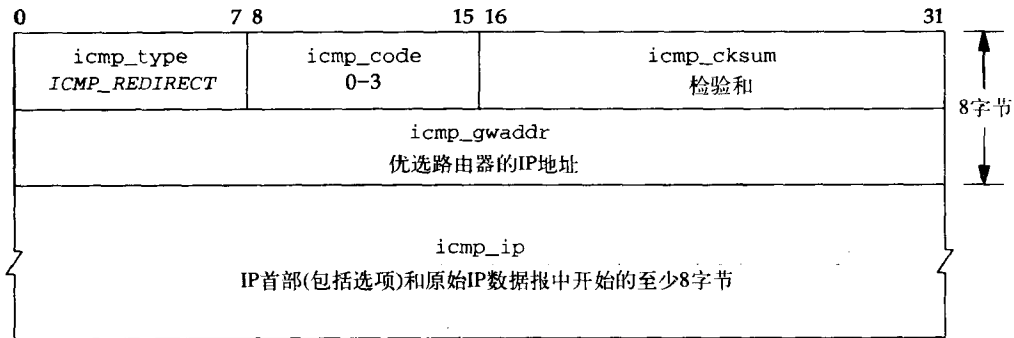 0 7 8 15 16 31
icmp_type icmp_code icmp_cksum
ICMP_REDIRECT 0-3 检验和
8字节
icmp_gwaddr
优选路由器的IP地址
icmp_ip
IP首部(包括选项)和原始IP数据报中开始的至少8字节